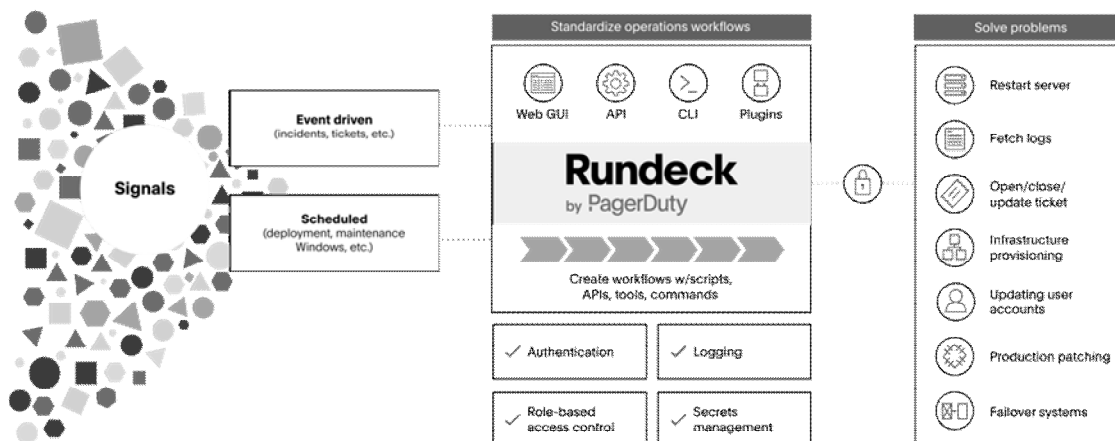 Signals
Event driven
(incidents, tickets, etc.)
Scheduled
(deployment, maintenance
Windows, etc.)
Standardize operations workflows
Web GUI
API
CLI
Plugins
Rundeck
by PagerDuty
Create workflows w/scripts,
APIs, tools, commands
Authentication
Logging
Role-based
access control
Secrets
management
Solve problems
Restart server
Fetch logs
Open/close/
update ticket
Infrastructure
provisioning
Updating user
accounts
Production patching
Failover systems